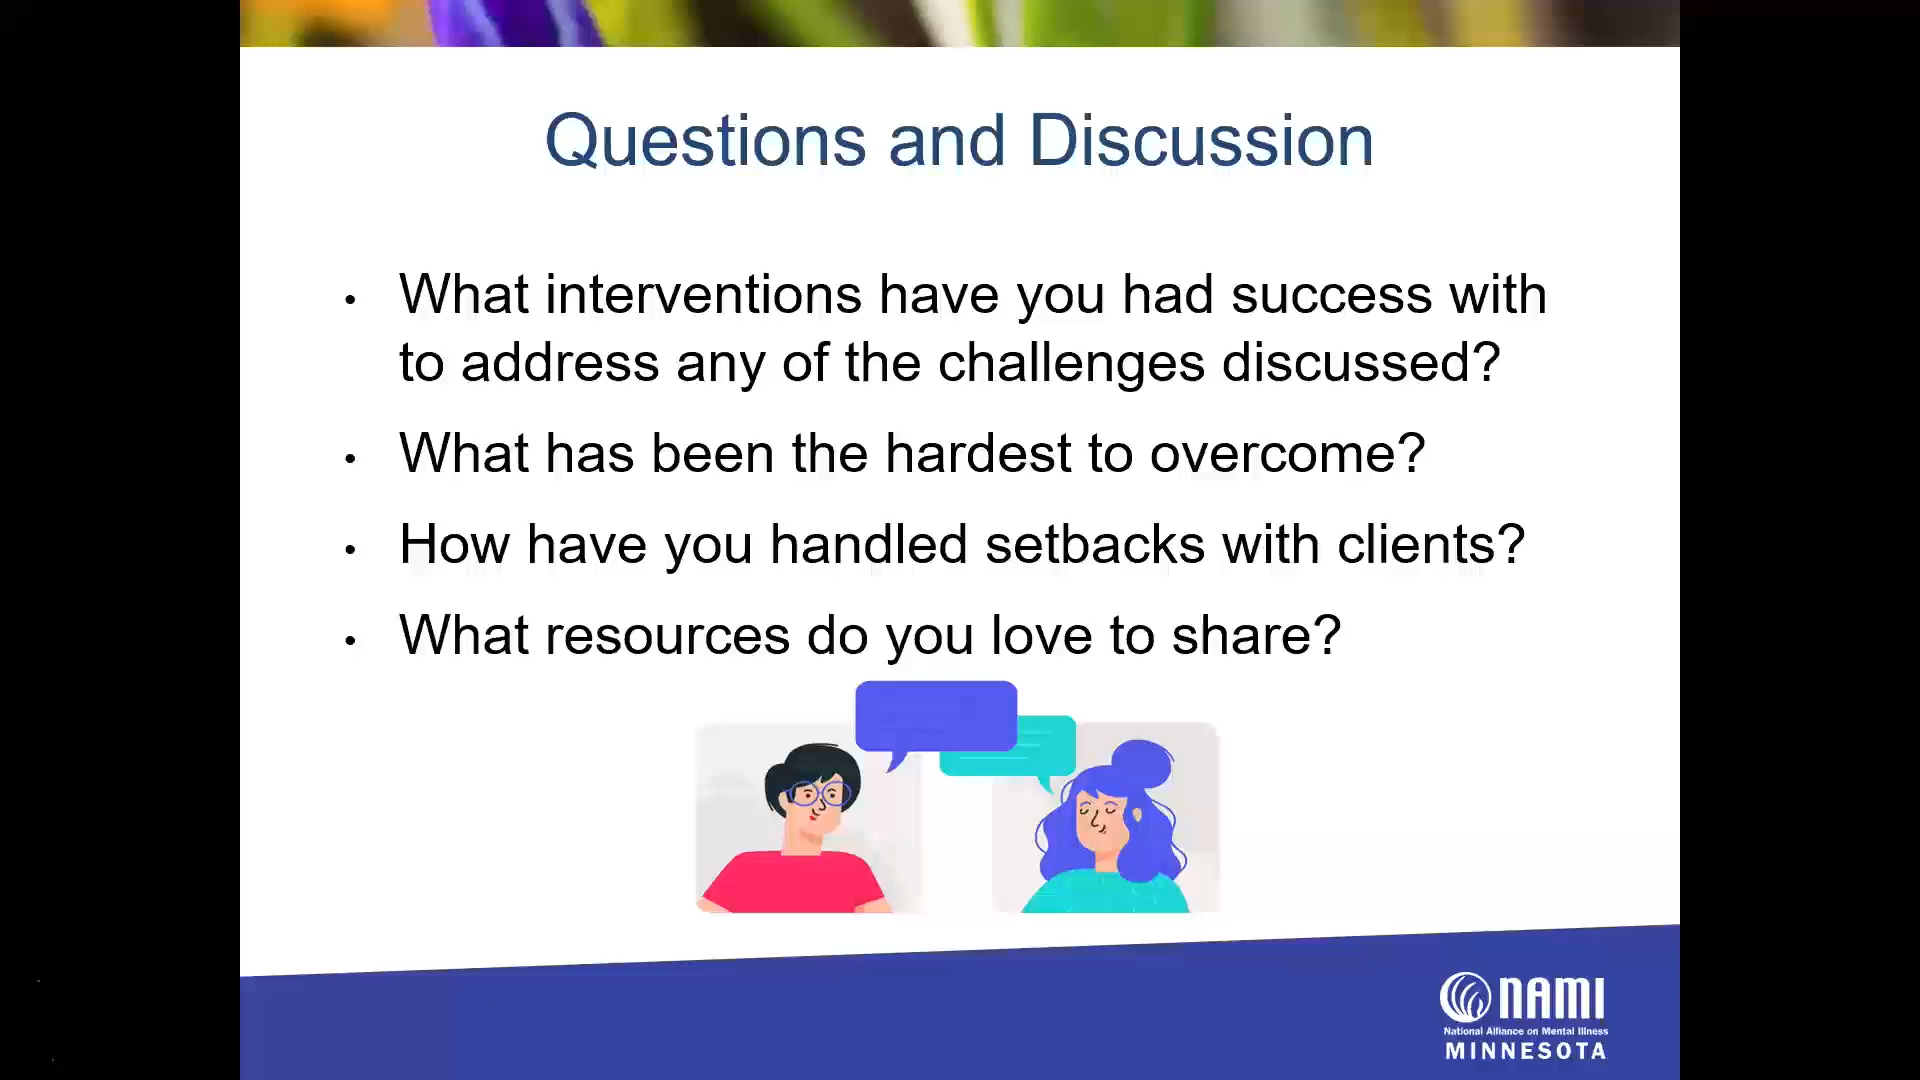 Questions and Discussion
• What interventions have you had success with
to address any of the challenges discussed?
• What has been the hardest to overcome?
• How have you handled setbacks with clients?
• What resources do you love to share?
NAMI
National Alliance on Mental Illness
MINNESOTA